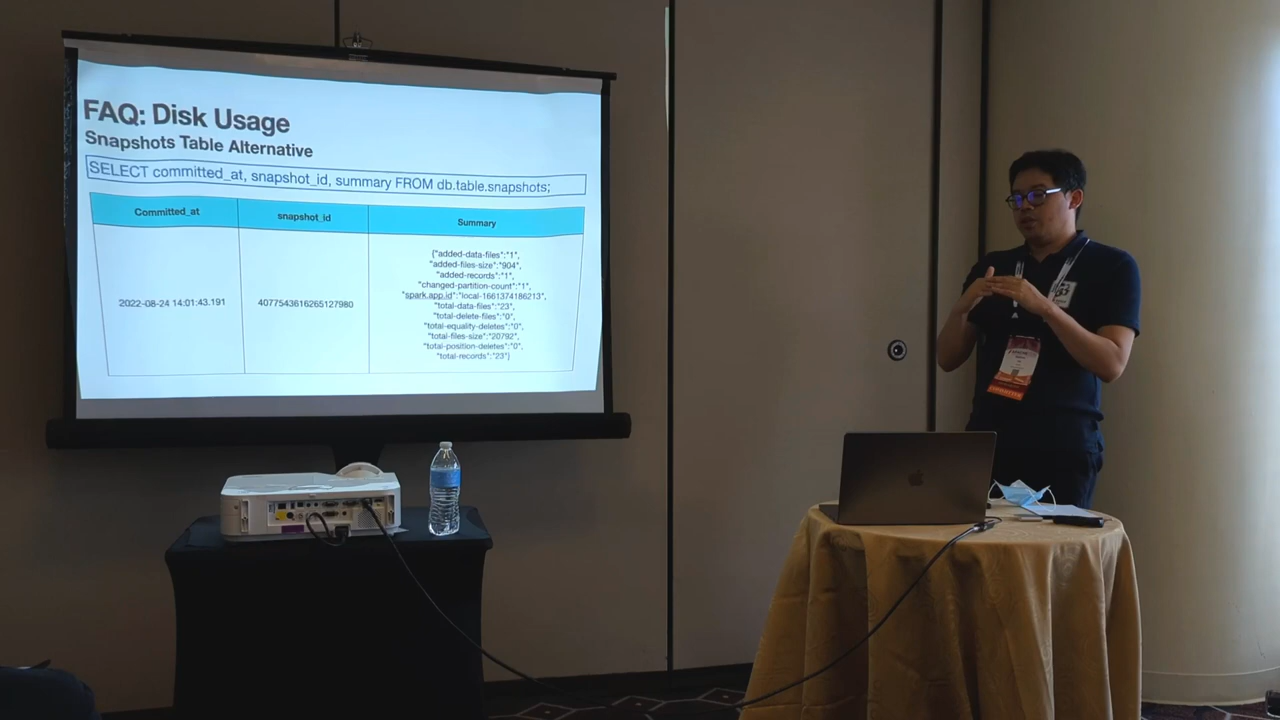 FAQ: Disk Usage
Snapshots Table Alternative
SELECT committed_at, snapshot_id, summary FROM db.table.snapshots;
Committed_at snapshot_id Summary
2022-08-24 14:01:43.191 4077543616265127980
{"added-data-files":"1",
"added-files-size":"904",
"added-records":"1",
"changed-partition-count":"1",
"spark.app.id":"local-1661374186213",
"total-data-files":"23",
"total-delete-files":"0",
"total-equality-deletes":"0",
"total-files-size":"20792",
"total-position-deletes":"0",
"total-records":"23"}